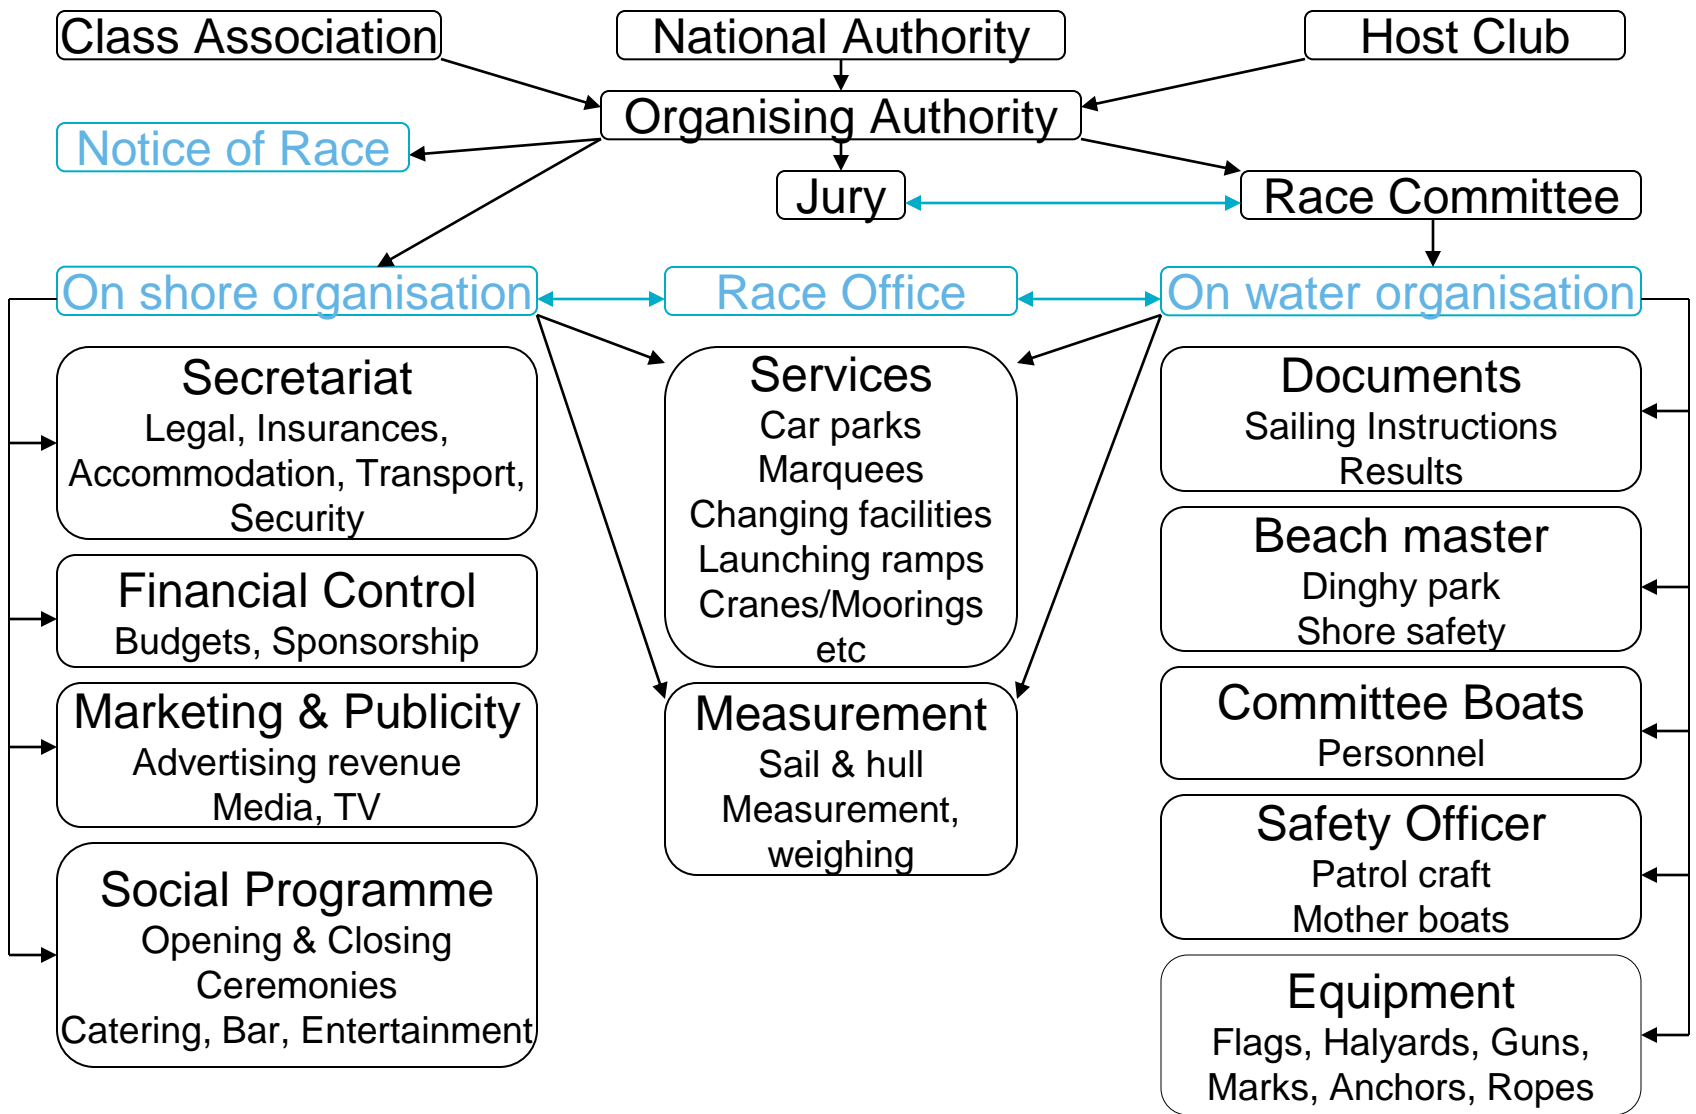 Class Association
National Authority
Host Club
Organising Authority
Notice of Race
Jury
Race Committee
On shore organisation
Race Office
On water organisation
Secretariat
Legal, Insurances,
Accommodation, Transport,
Security
Financial Control
Budgets, Sponsorship
Marketing & Publicity
Advertising revenue
Media, TV
Social Programme
Opening & Closing
Ceremonies
Catering, Bar, Entertainment
Services
Car parks
Marquees
Changing facilities
Launching ramps
Cranes/Moorings
etc
Measurement
Sail & hull
Measurement,
weighing
Documents
Sailing Instructions
Results
Beach master
Dinghy park
Shore safety
Committee Boats
Personnel
Safety Officer
Patrol craft
Mother boats
Equipment
Flags, Halyards, Guns,
Marks, Anchors, Ropes